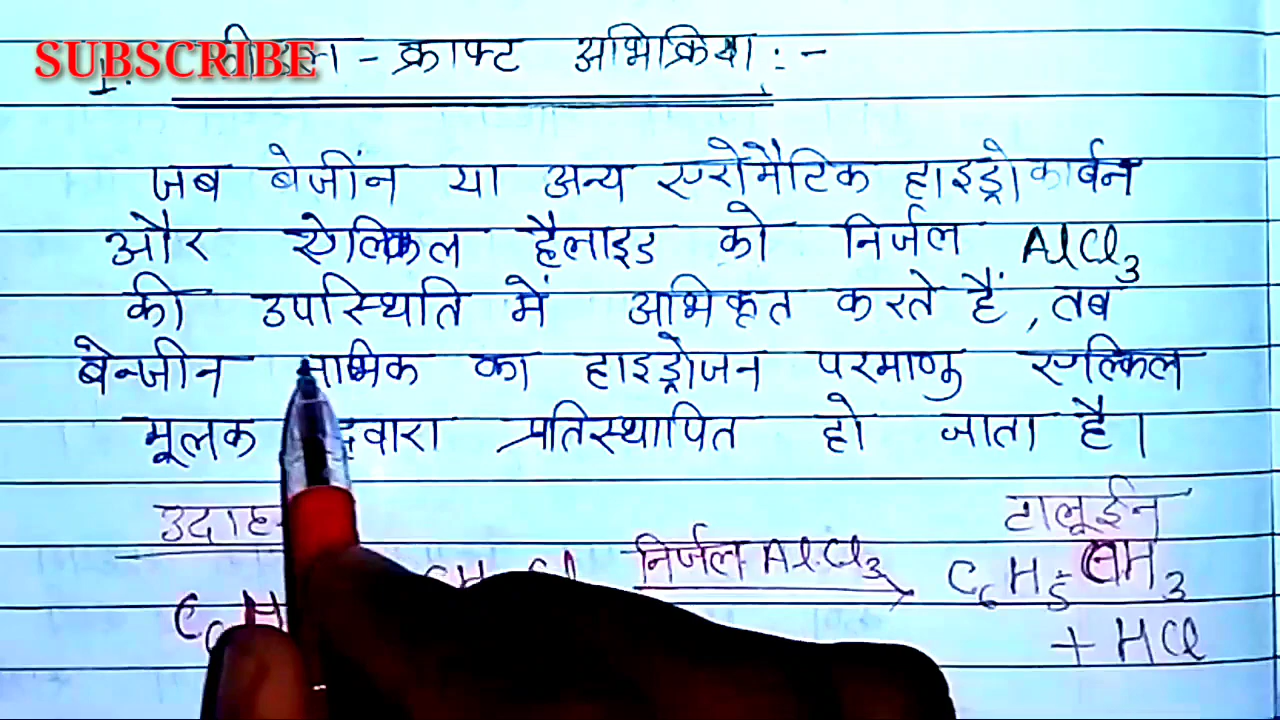 SUBSCRIBE
1. - क्राफ्ट अभिक्रिया :-
जब बेजींन या अन्य एरोमैटिक हाइड्रोकार्बन
और एल्किल हैलाइड को निर्जल AlCl3
की उपस्थिति में अभिकृत करते हैं, तब
बेन्जीन नाभिक का हाइड्रोजन परमाणु एल्किल
मूलक द्वारा प्रतिस्थापित हो जाता है।
टालूईन
निर्जल AlCl3 → C6H5CH3
+ HCl